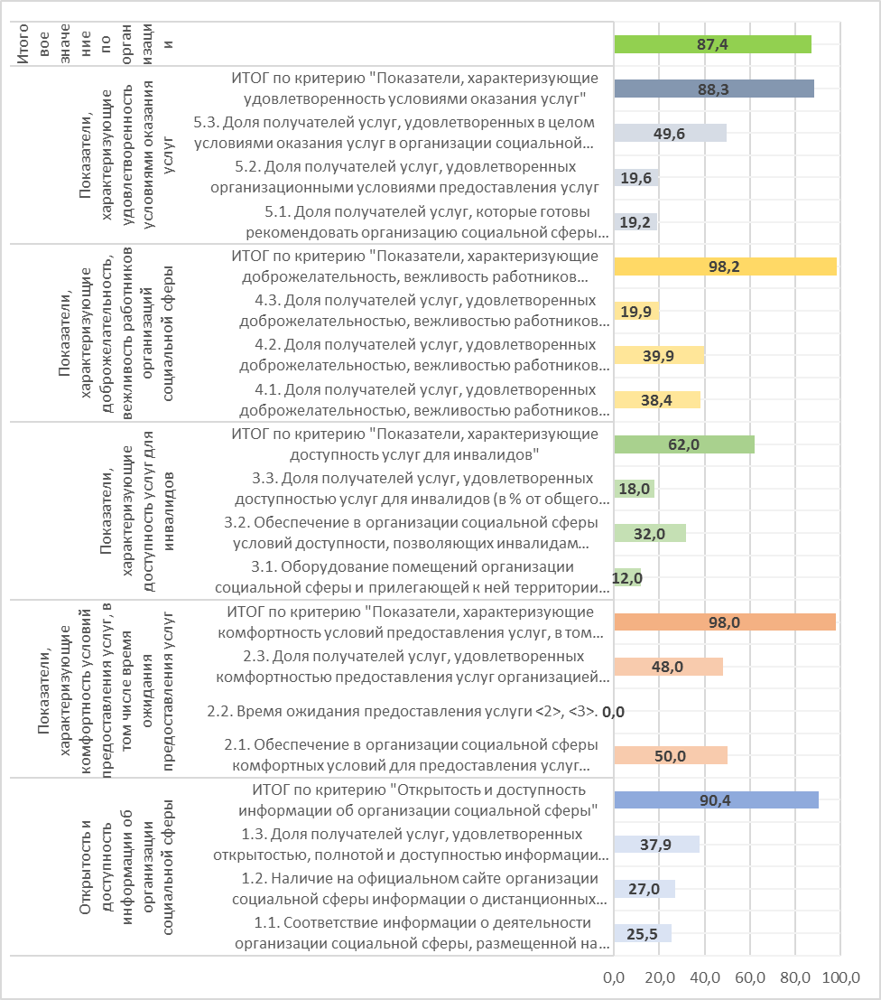 Итого
вое
значе
ние
по
орган
изаци
и
87,4
Показатели,
характеризующие
удовлетворенность
условиями оказания
услуг
ИТОГ по критерию "Показатели, характеризующие
удовлетворенность условиями оказания услуг"
88,3
5.3. Доля получателей услуг, удовлетворенных в целом
условиями оказания услуг в организации социальной…
49,6
5.2. Доля получателей услуг, удовлетворенных
организационными условиями предоставления услуг
19,6
5.1. Доля получателей услуг, которые готовы
рекомендовать организацию социальной сферы…
19,2
Показатели,
характеризующие
доброжелательность,
вежливость работников
организаций
социальной сферы
ИТОГ по критерию "Показатели, характеризующие
доброжелательность, вежливость работников…
98,2
4.3. Доля получателей услуг, удовлетворенных
доброжелательностью, вежливостью работников…
19,9
4.2. Доля получателей услуг, удовлетворенных
доброжелательностью, вежливостью работников…
39,9
4.1. Доля получателей услуг, удовлетворенных
доброжелательностью, вежливостью работников…
38,4
Показатели,
характеризующие
доступность услуг для
инвалидов
ИТОГ по критерию "Показатели, характеризующие
доступность услуг для инвалидов"
62,0
3.3. Доля получателей услуг, удовлетворенных
доступностью услуг для инвалидов (в % от общего…
18,0
3.2. Обеспечение в организации социальной сферы
условий доступности, позволяющих инвалидам…
32,0
3.1. Оборудование помещений организации
социальной сферы и прилегающей к ней территории…
12,0
Показатели,
характеризующие
комфортность условий
предоставления услуг, в
том числе время
ожидания
предоставления услуг
ИТОГ по критерию "Показатели, характеризующие
комфортность условий предоставления услуг, в том…
98,0
2.3. Доля получателей услуг, удовлетворенных
комфортностью предоставления услуг организацией…
48,0
2.2. Время ожидания предоставления услуги <2>, <3>.
0,0
2.1. Обеспечение в организации социальной сферы
комфортных условий для предоставления услуг…
50,0
Открытость и
доступность
информации об
организации
социальной сферы
ИТОГ по критерию "Открытость и доступность
информации об организации социальной сферы"
90,4
1.3. Доля получателей услуг, удовлетворенных
открытостью, полнотой и доступностью информации…
37,9
1.2. Наличие на официальном сайте организации
социальной сферы информации о дистанционных…
27,0
1.1. Соответствие информации о деятельности
организации социальной сферы, размещенной на…
25,5
0,0 20,0 40,0 60,0 80,0 100,0